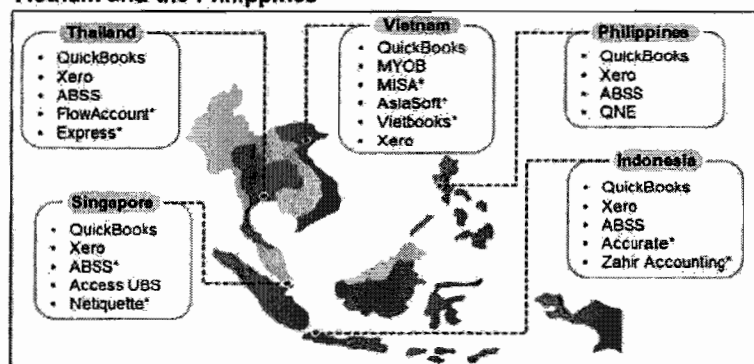 Vietnam and the Philippines
Thailand
• QuickBooks
• Xero
• ABSS
• FlowAccount*
• Express*
Vietnam
• QuickBooks
• MYOB
• MISA*
• AsiaSoft*
• Vietbooks*
• Xero
Philippines
• QuickBooks
• Xero
• ABSS
• QNE
Singapore
• QuickBooks
• Xero
• ABSS*
• Access UBS
• Netiquette*
Indonesia
• QuickBooks
• Xero
• ABSS
• Accurate*
• Zahir Accounting*